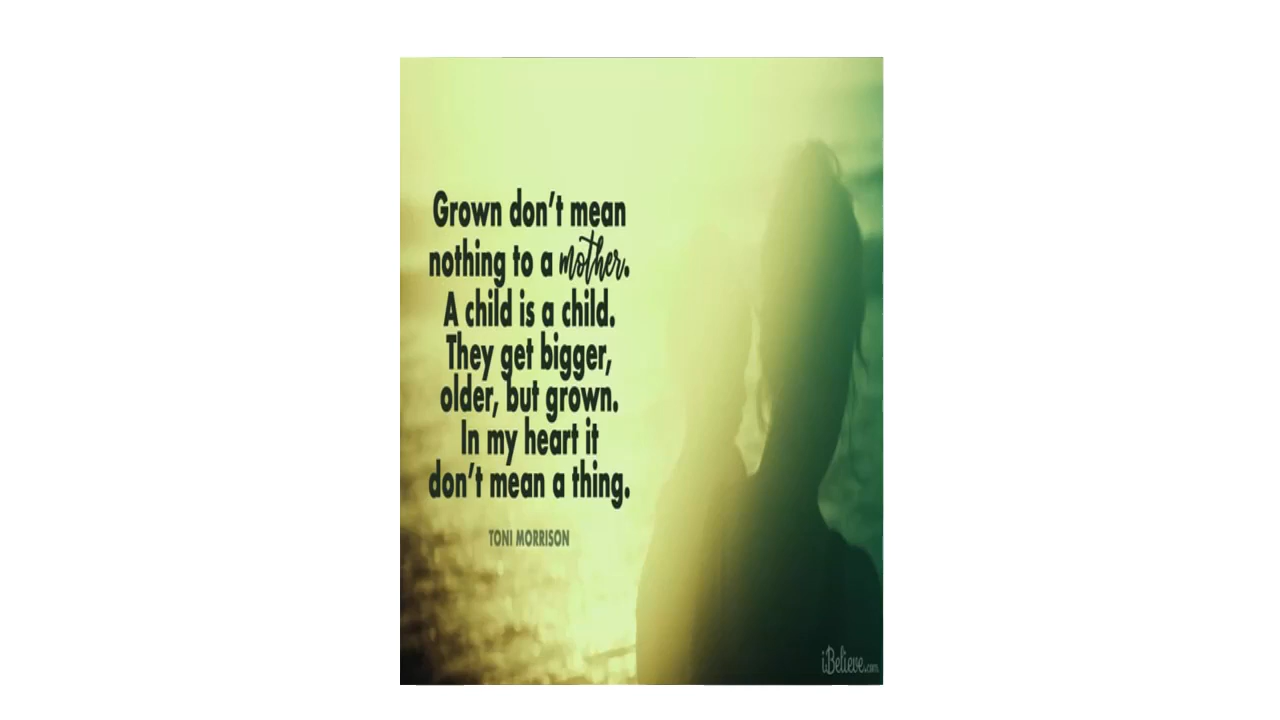 Grown don't mean
nothing to a mother.
A child is a child.
They get bigger,
older, but grown.
In my heart it
don't mean a thing.
TONI MORRISON
iBelieve.com